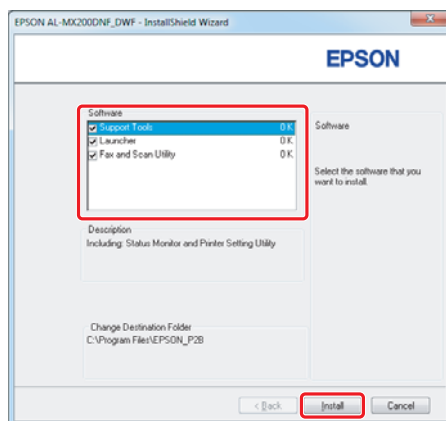 EPSON AL-MX200DNF_DWF - InstallShield Wizard
EPSON
Software
Support Tools 0 K
Launcher 0 K
Fax and Scan Utility 0 K
Software
Select the software that you
want to install.
Description
Including: Status Monitor and Printer Setting Utility
Change Destination Folder
C:\Program Files\EPSON_P2B
< Back
Install
Cancel